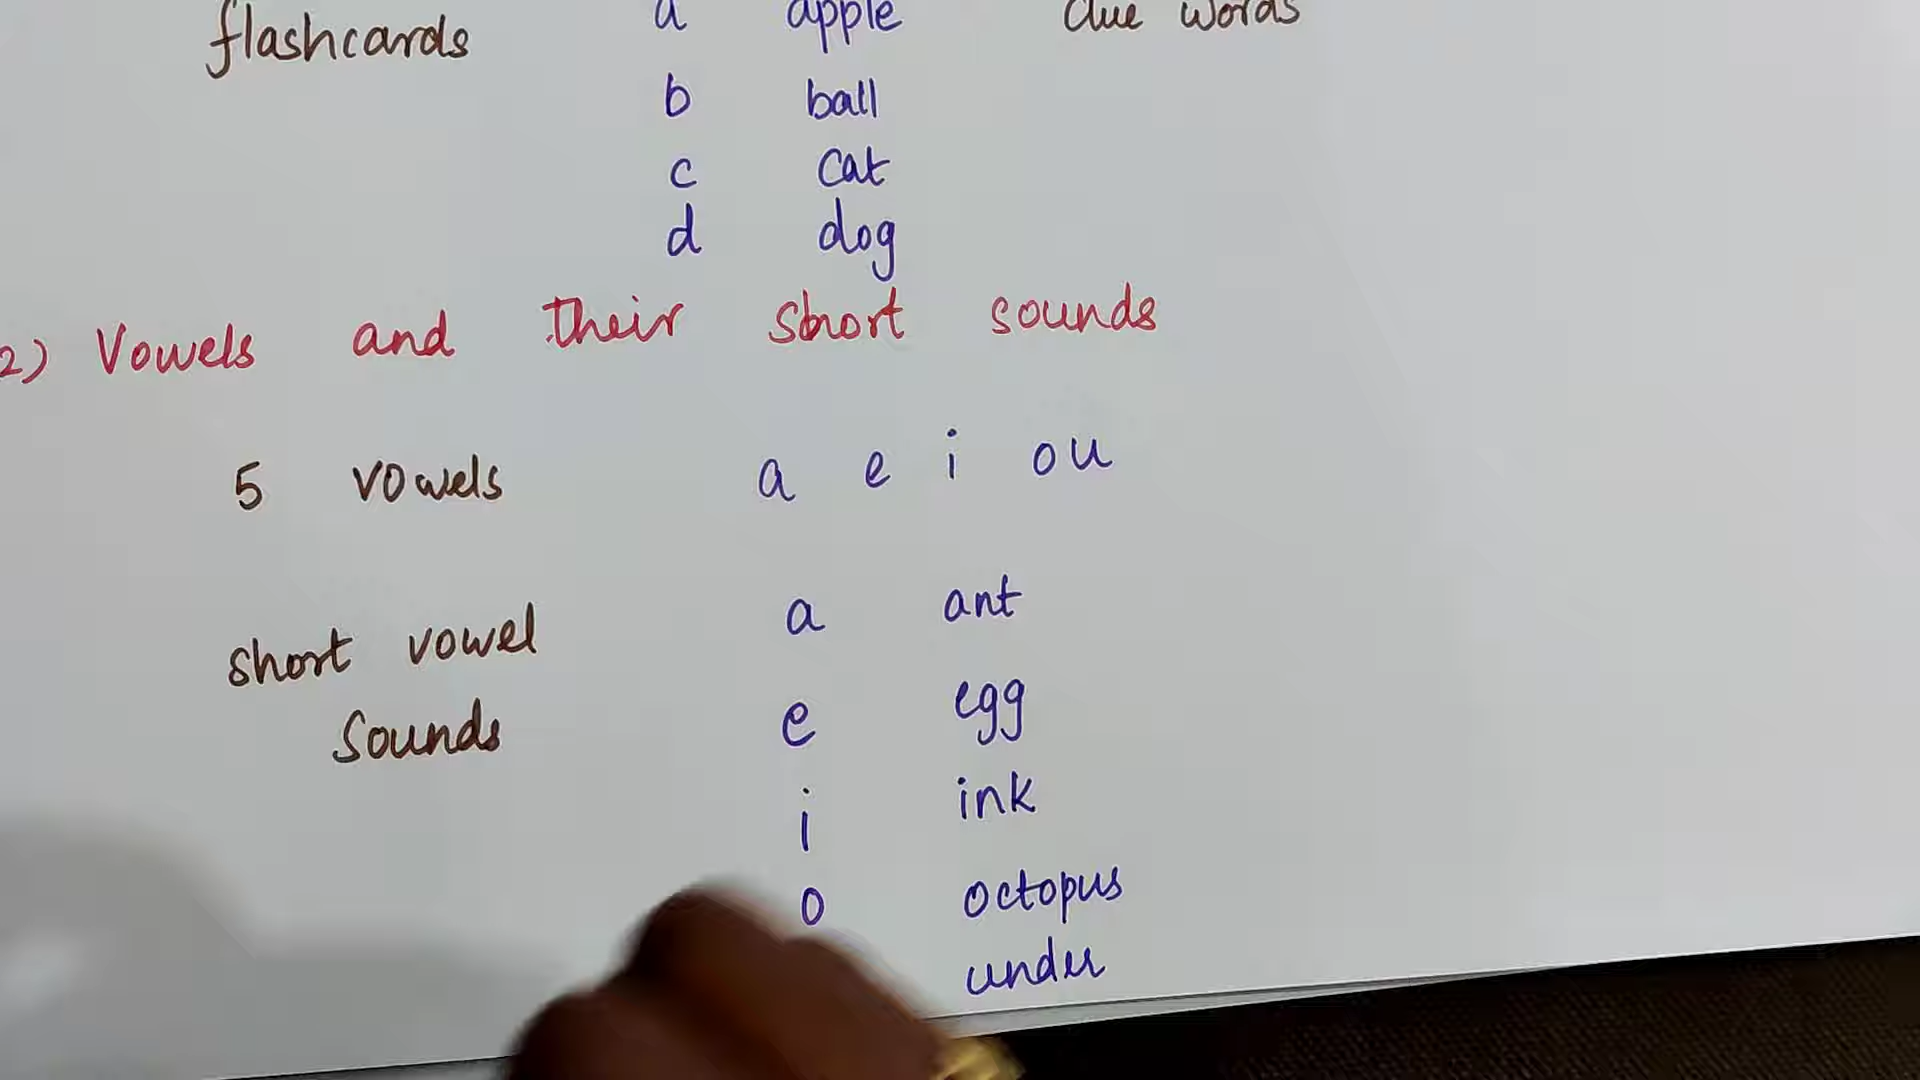 flashcards a apple clue words
b ball
c cat
d dog
2) Vowels and their short sounds
5 vowels a e i o u
short vowel a ant
sounds e egg
i ink
o octopus
under